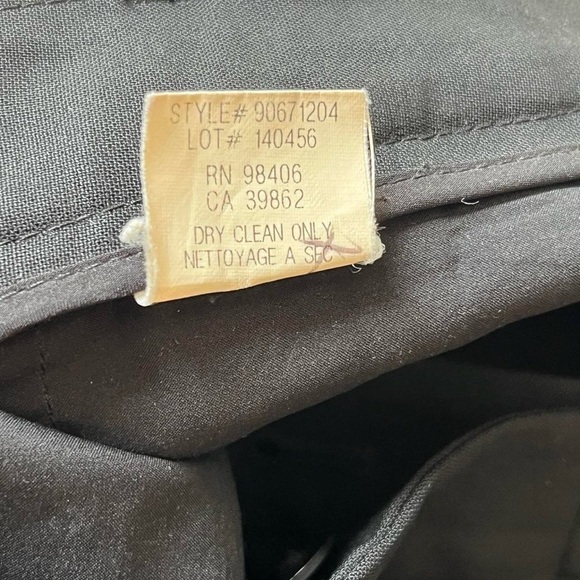 STYLE# 90671204
LOT# 140456
RN 98406
CA 39862
DRY CLEAN ONLY
NETTOYAGE A SEC